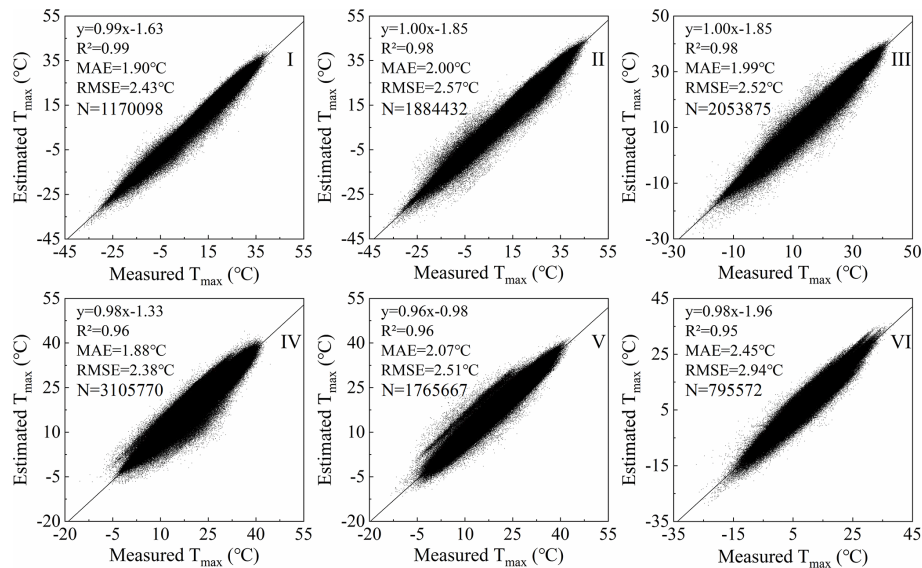 y=0.99x-1.63
R²=0.99
MAE=1.90℃
RMSE=2.43℃
N=1170098
I
55
35
15
-5
-25
-45
Estimated Tmax (℃)
-45 -25 -5 15 35 55
Measured Tmax (℃)
y=1.00x-1.85
R²=0.98
MAE=2.00℃
RMSE=2.57℃
N=1884432
II
55
35
15
-5
-25
-45
Estimated Tmax (℃)
-45 -25 -5 15 35 55
Measured Tmax (℃)
y=1.00x-1.85
R²=0.98
MAE=1.99℃
RMSE=2.52℃
N=2053875
III
50
30
10
-10
-30
Estimated Tmax (℃)
-30 -10 10 30 50
Measured Tmax (℃)
y=0.98x-1.33
R²=0.96
MAE=1.88℃
RMSE=2.38℃
N=3105770
IV
55
40
25
10
-5
-20
Estimated Tmax (℃)
-20 -5 10 25 40 55
Measured Tmax (℃)
y=0.96x-0.98
R²=0.96
MAE=2.07℃
RMSE=2.51℃
N=1765667
V
55
40
25
10
-5
-20
Estimated Tmax (℃)
-20 -5 10 25 40 55
Measured Tmax (℃)
y=0.98x-1.96
R²=0.95
MAE=2.45℃
RMSE=2.94℃
N=795572
VI
45
25
5
-15
-35
Estimated Tmax (℃)
-35 -15 5 25 45
Measured Tmax (℃)